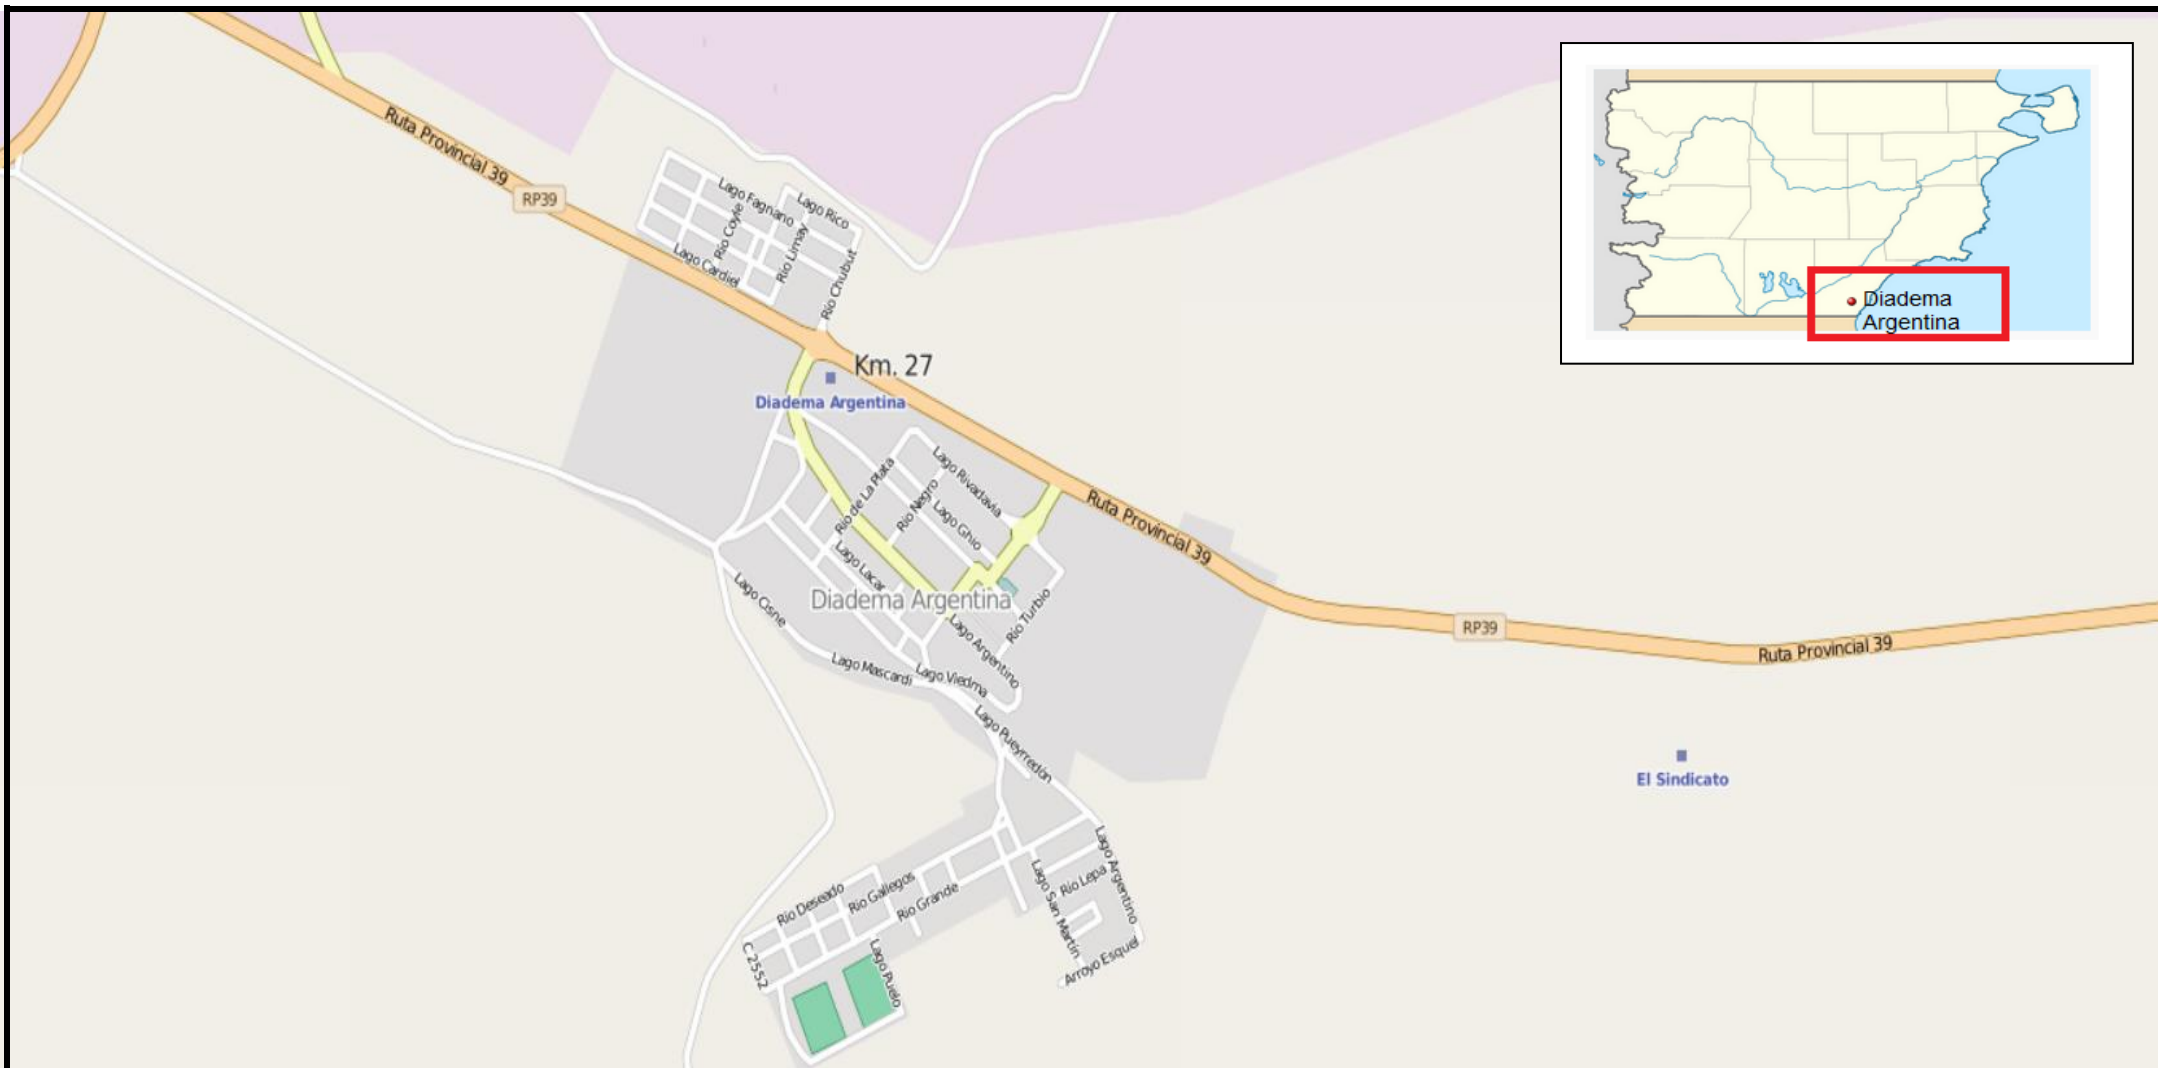 Ruta Provincial 39
RP39
Diadema
Argentina
Lago Fagnano
Lago Rico
Río Coyle
Río Limay
Lago Cardiel
Río Chubut
Km. 27
Diadema Argentina
Lago Rivadavia
Río de La Plata
Río Negro
Lago Ghio
Ruta Provincial 39
Lago Lacar
Diadema Argentina
Lago Cisne
Río Turbio
Lago Argentino
RP39
Ruta Provincial 39
Lago Mascardi
Lago Viedma
Lago Pueyrredón
El Sindicato
Lago Argentino
Río Lepa
Lago San Martín
Río Deseado
Río Gallegos
Río Grande
C 2552
Lago Puelo
Arroyo Esquel